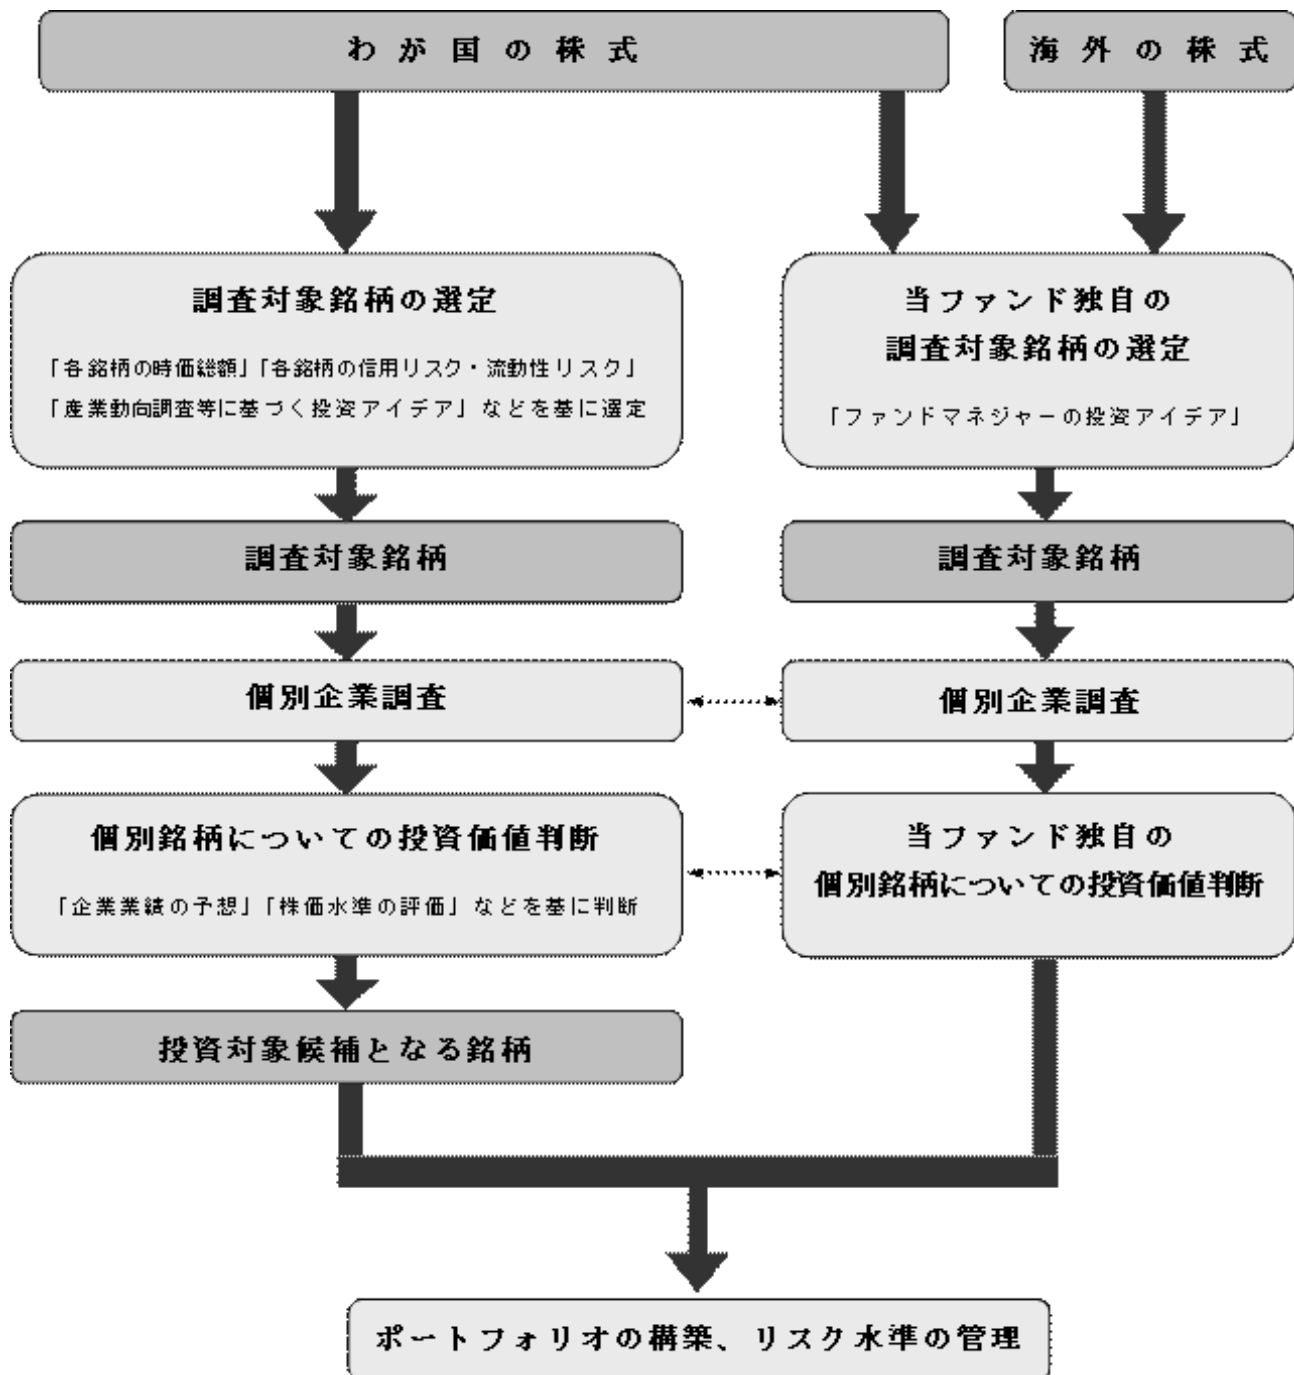 わが国の株式
海外の株式
調査対象銘柄の選定
「各銘柄の時価総額」「各銘柄の信用リスク・流動性リスク」
「産業動向調査等に基づく投資アイデア」などを基に選定
当ファンド独自の
調査対象銘柄の選定
「ファンドマネジャーの投資アイデア」
調査対象銘柄
調査対象銘柄
個別企業調査
個別企業調査
個別銘柄についての投資価値判断
「企業業績の予想」「株価水準の評価」などを基に判断
当ファンド独自の
個別銘柄についての投資価値判断
投資対象候補となる銘柄
ポートフォリオの構築、リスク水準の管理